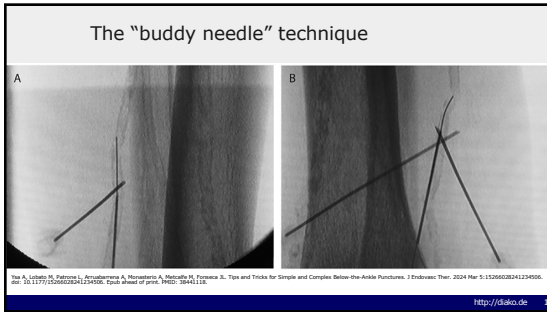 The “buddy needle” technique
A
B
Ysa A, Lobato M, Patrone L, Arruabarrena A, Monasterio A, Metcalfe M, Fonseca JL. Tips and Tricks for Simple and Complex Below-the-Ankle Punctures. J Endovasc Ther. 2024 Mar 5:15266028241234506.
doi: 10.1177/15266028241234506. Epub ahead of print. PMID: 38441118.
http://diako.de 1